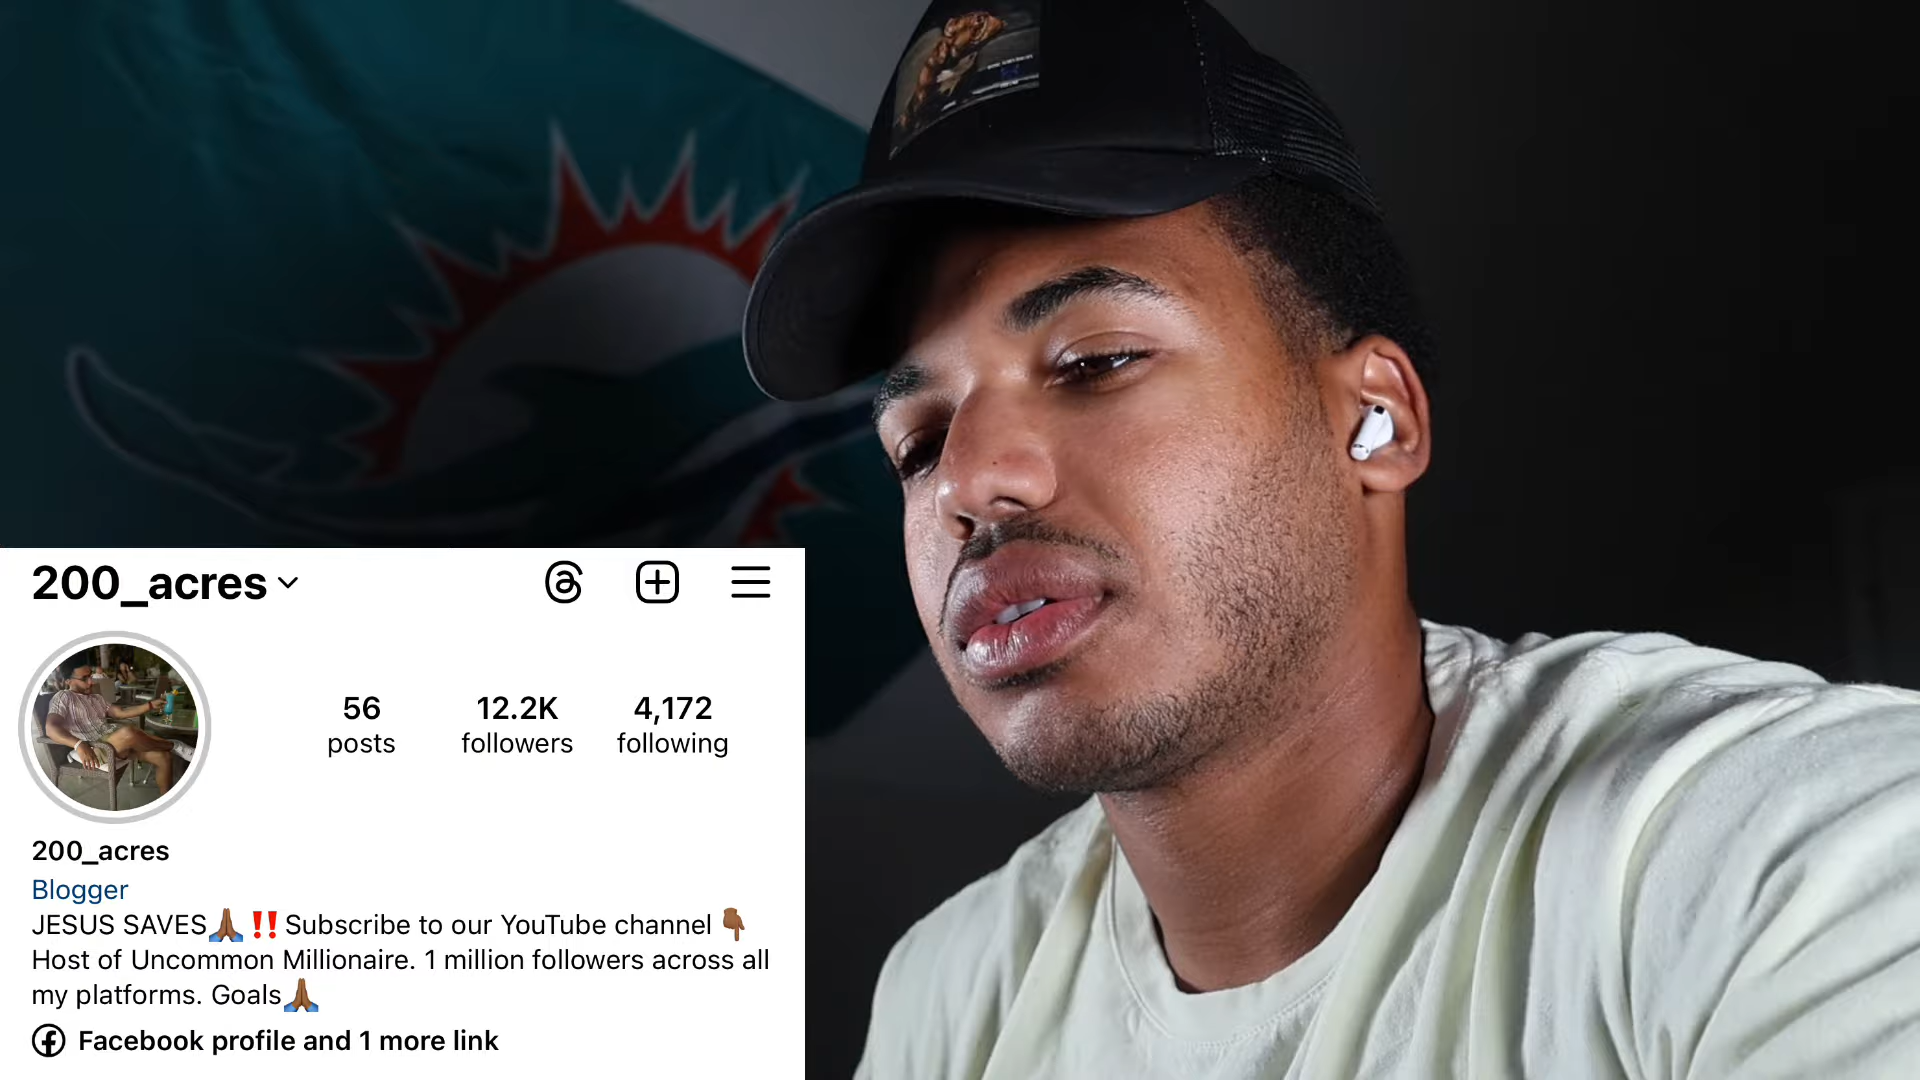 200_acres
56
12.2K
4,172
posts
followers
following
200_acres
Blogger
JESUS SAVES🙏🏾‼️Subscribe to our YouTube channel👇🏾
Host of Uncommon Millionaire. 1 million followers across all
my platforms. Goals🙏🏾
Facebook profile and 1 more link